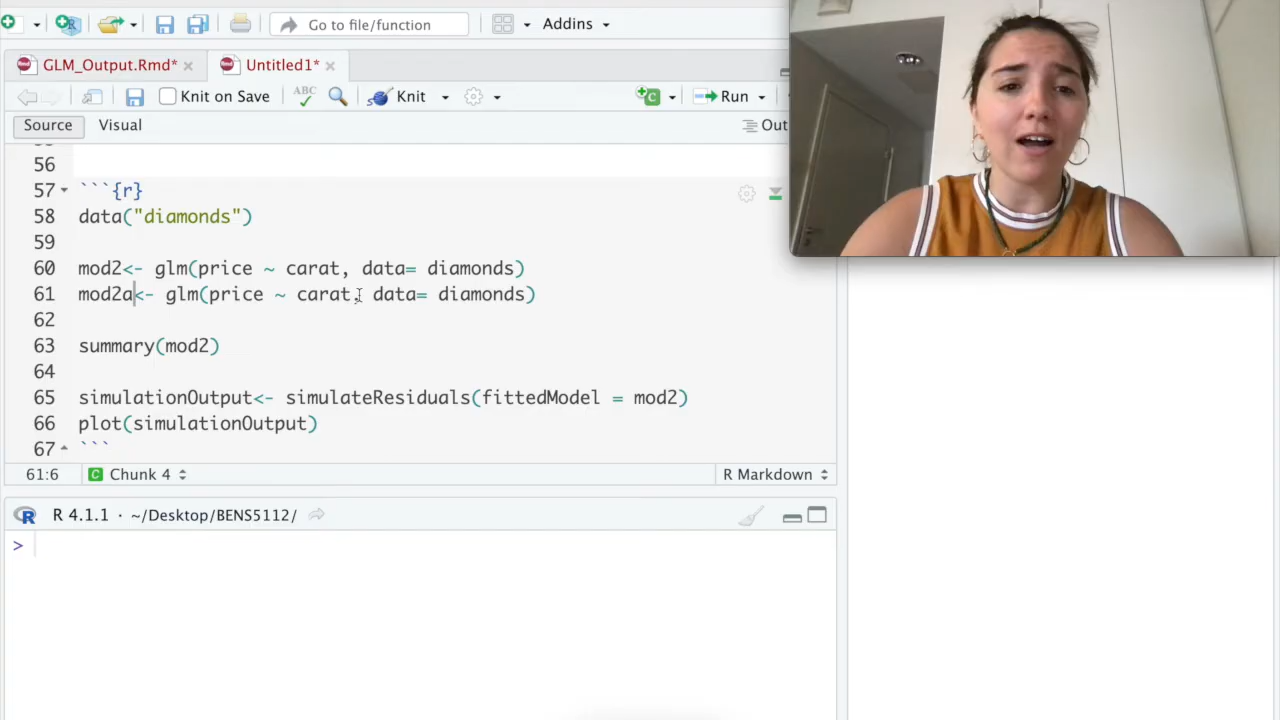 Go to file/function
Addins
GLM_Output.Rmd*
Untitled1*
Knit on Save
ABC
Knit
Run
Source
Visual
Out
56
57 ```{r}
58 data("diamonds")
59
60 mod2<- glm(price ~ carat, data= diamonds)
61 mod2a<- glm(price ~ carat, data= diamonds)
62
63 summary(mod2)
64
65 simulationOutput<- simulateResiduals(fittedModel = mod2)
66 plot(simulationOutput)
67 ```
61:6
C Chunk 4
R Markdown
R R 4.1.1 · ~/Desktop/BENS5112/
>